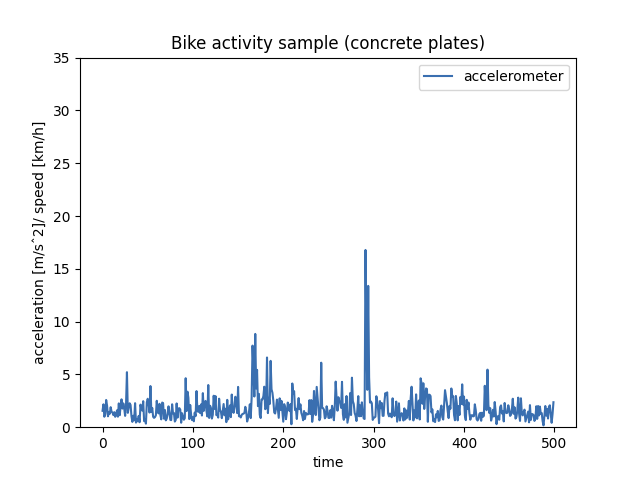 Bike activity sample (concrete plates)
accelerometer
acceleration [m/sˆ2]/ speed [km/h]
35
30
25
20
15
10
5
0
0 100 200 300 400 500
time